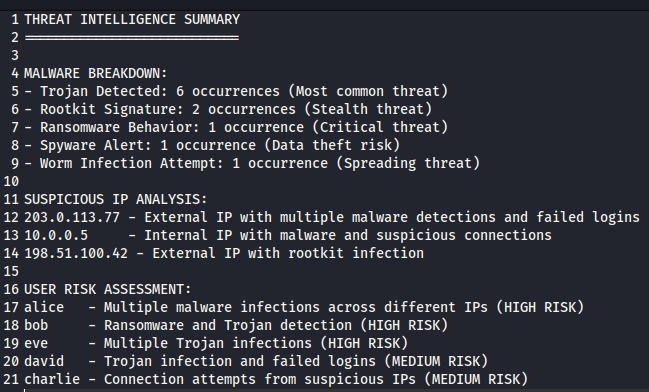 1 THREAT INTELLIGENCE SUMMARY
2 ===========================
3
4 MALWARE BREAKDOWN:
5 - Trojan Detected: 6 occurrences (Most common threat)
6 - Rootkit Signature: 2 occurrences (Stealth threat)
7 - Ransomware Behavior: 1 occurrence (Critical threat)
8 - Spyware Alert: 1 occurrence (Data theft risk)
9 - Worm Infection Attempt: 1 occurrence (Spreading threat)
10
11 SUSPICIOUS IP ANALYSIS:
12 203.0.113.77 - External IP with multiple malware detections and failed logins
13 10.0.0.5     - Internal IP with malware and suspicious connections
14 198.51.100.42 - External IP with rootkit infection
15
16 USER RISK ASSESSMENT:
17 alice   - Multiple malware infections across different IPs (HIGH RISK)
18 bob     - Ransomware and Trojan detection (HIGH RISK)
19 eve     - Multiple Trojan infections (HIGH RISK)
20 david   - Trojan infection and failed logins (MEDIUM RISK)
21 charlie - Connection attempts from suspicious IPs (MEDIUM RISK)